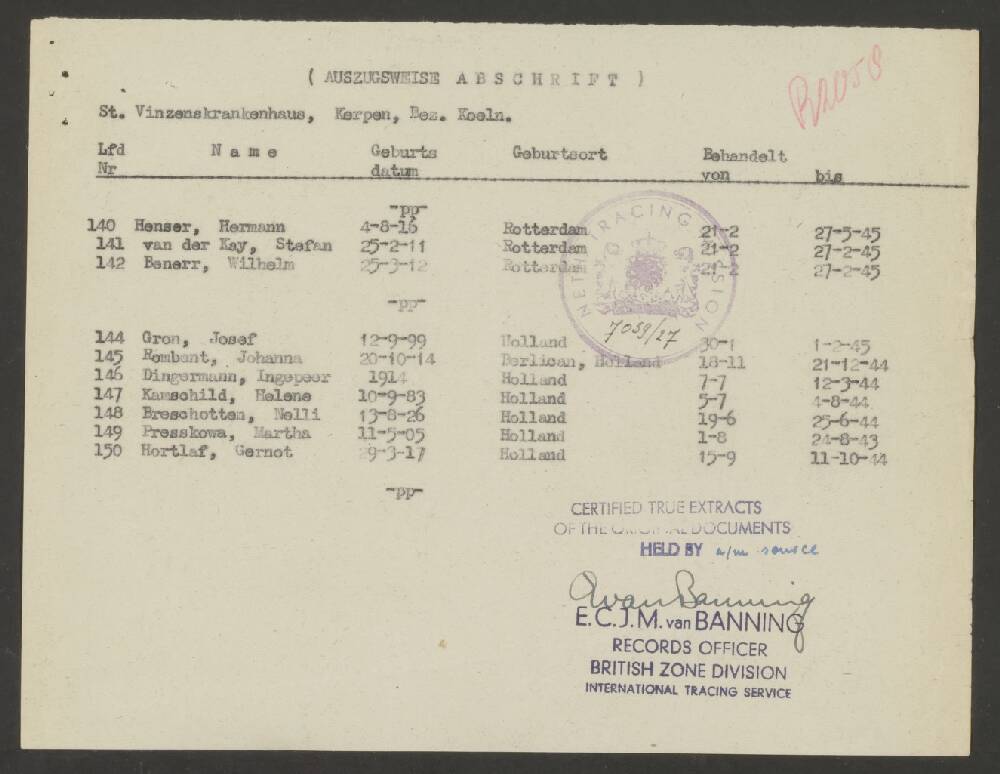 ( AUSZUGSWEISE A B S C H R I F T )
St. Vinzenskrankenhaus, Kerpen, Bez. Koeln.
Lfd Nr N a m e Geburts datum Geburtsort Behandelt von bis
-pp-
140 Henser, Hermann 4-8-16 Rotterdam 21-2 27-5-45
141 van der Kay, Stefan 25-2-11 Rotterdam 21-2 27-2-45
142 Benerr, Wilhelm 25-3-12 Rotterdam 21-2 27-2-45
-pp-
144 Gron, Josef 12-9-99 Holland 30-1 1-2-45
145 Rombent, Johanna 20-10-14 Berlican, Holland 18-11 21-12-44
146 Dingermann, Ingepeer 1914 Holland 7-7 12-3-44
147 Kamschild, Helene 10-9-83 Holland 5-7 4-8-44
148 Breschotten, Nelli 13-8-26 Holland 19-6 25-6-44
149 Presskowa, Martha 11-5-05 Holland 1-8 24-8-43
150 Hortlaf, Gernot 29-3-17 Holland 15-9 11-10-44
-pp-
TRACING
7059/27
CERTIFIED TRUE EXTRACTS
OF THE ORIGINAL DOCUMENTS
HELD BY a/m source
E.C.J.M. van BANNING
RECORDS OFFICER
BRITISH ZONE DIVISION
INTERNATIONAL TRACING SERVICE